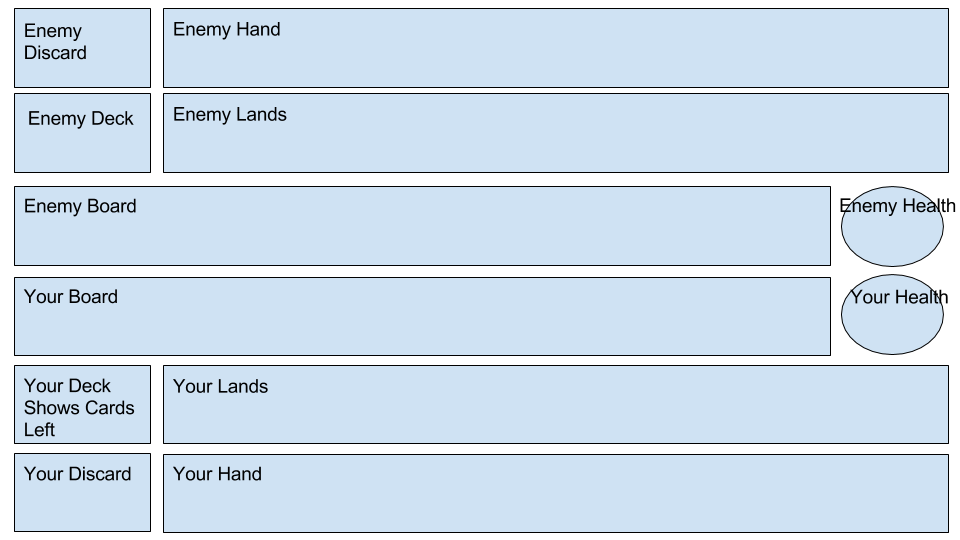 Enemy
Discard
Enemy Hand
Enemy Deck
Enemy Lands
Enemy Board
Enemy Health
Your Board
Your Health
Your Deck
Shows Cards
Left
Your Lands
Your Discard
Your Hand